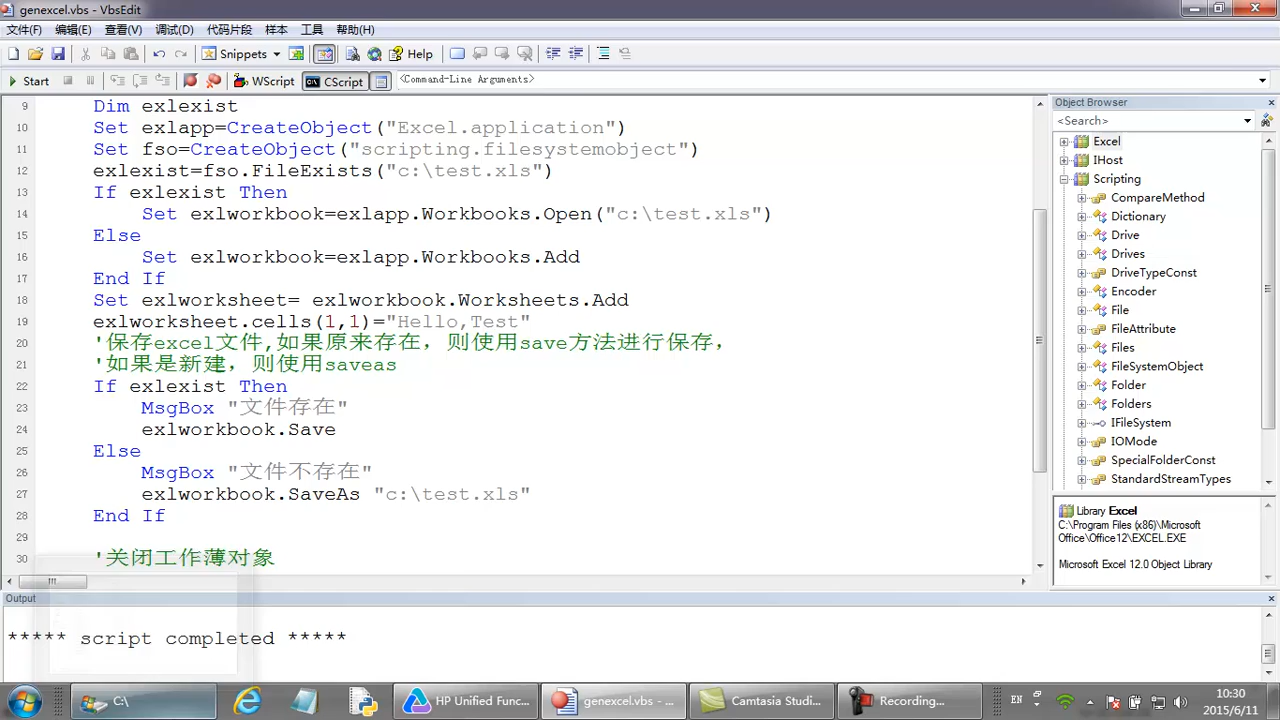 genexcel.vbs - VbsEdit
文件(F) 编辑(E) 查看(V) 调试(D) 代码片段 样本 工具 帮助(H)
Snippets Help
Start WScript CScript <Command-Line Arguments>
9 Dim exlexist
10 Set exlapp=CreateObject("Excel.application")
11 Set fso=CreateObject("scripting.filesystemobject")
12 exlexist=fso.FileExists("c:\test.xls")
13 If exlexist Then
14 Set exlworkbook=exlapp.Workbooks.Open("c:\test.xls")
15 Else
16 Set exlworkbook=exlapp.Workbooks.Add
17 End If
18 Set exlworksheet= exlworkbook.Worksheets.Add
19 exlworksheet.cells(1,1)="Hello,Test"
20 '保存excel文件,如果原来存在，则使用save方法进行保存，
21 '如果是新建，则使用saveas
22 If exlexist Then
23 MsgBox "文件存在"
24 exlworkbook.Save
25 Else
26 MsgBox "文件不存在"
27 exlworkbook.SaveAs "c:\test.xls"
28 End If
29
30 '关闭工作薄对象
Object Browser
<Search>
Excel
IHost
Scripting
CompareMethod
Dictionary
Drive
Drives
DriveTypeConst
Encoder
File
FileAttribute
Files
FileSystemObject
Folder
Folders
IFileSystem
IOMode
SpecialFolderConst
StandardStreamTypes
Library Excel
C:\Program Files (x86)\Microsoft
Office\Office12\EXCEL.EXE
Microsoft Excel 12.0 Object Library
Output
***** script completed *****
C:\ HP Unified Func... genexcel.vbs - ... Camtasia Studi... Recording... EN
10:30
2015/6/11